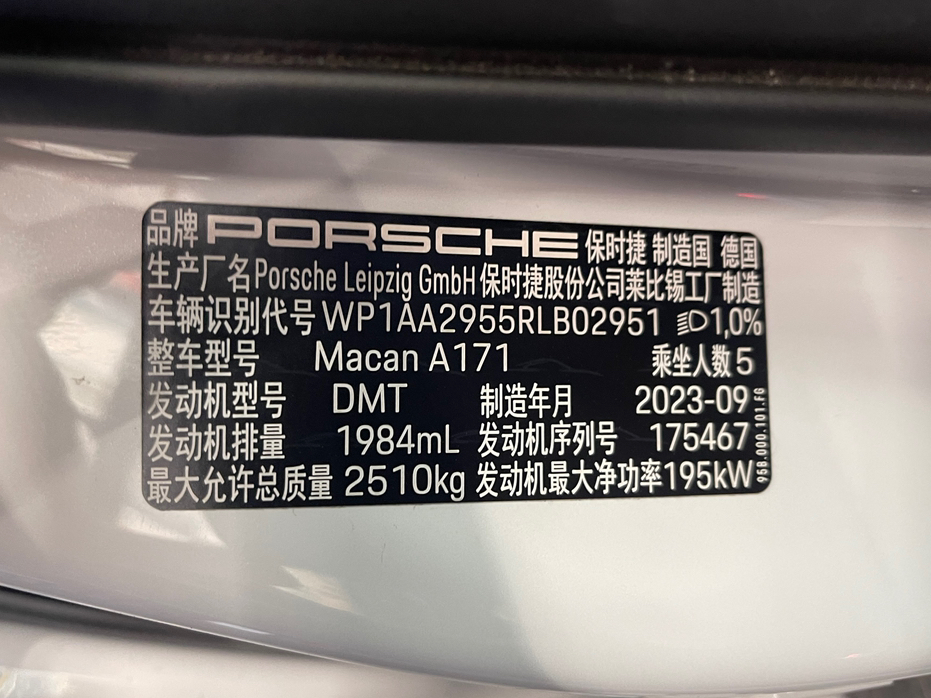 品牌 PORSCHE 保时捷 制造国 德国
生产厂名 Porsche Leipzig GmbH 保时捷股份公司莱比锡工厂制造
车辆识别代号 WP1AA2955RLB02951 1,0%
整车型号 Macan A171 乘坐人数 5
发动机型号 DMT 制造年月 2023-09
发动机排量 1984mL 发动机序列号 175467
最大允许总质量 2510kg 发动机最大净功率 195kW
95B.000.101.FG